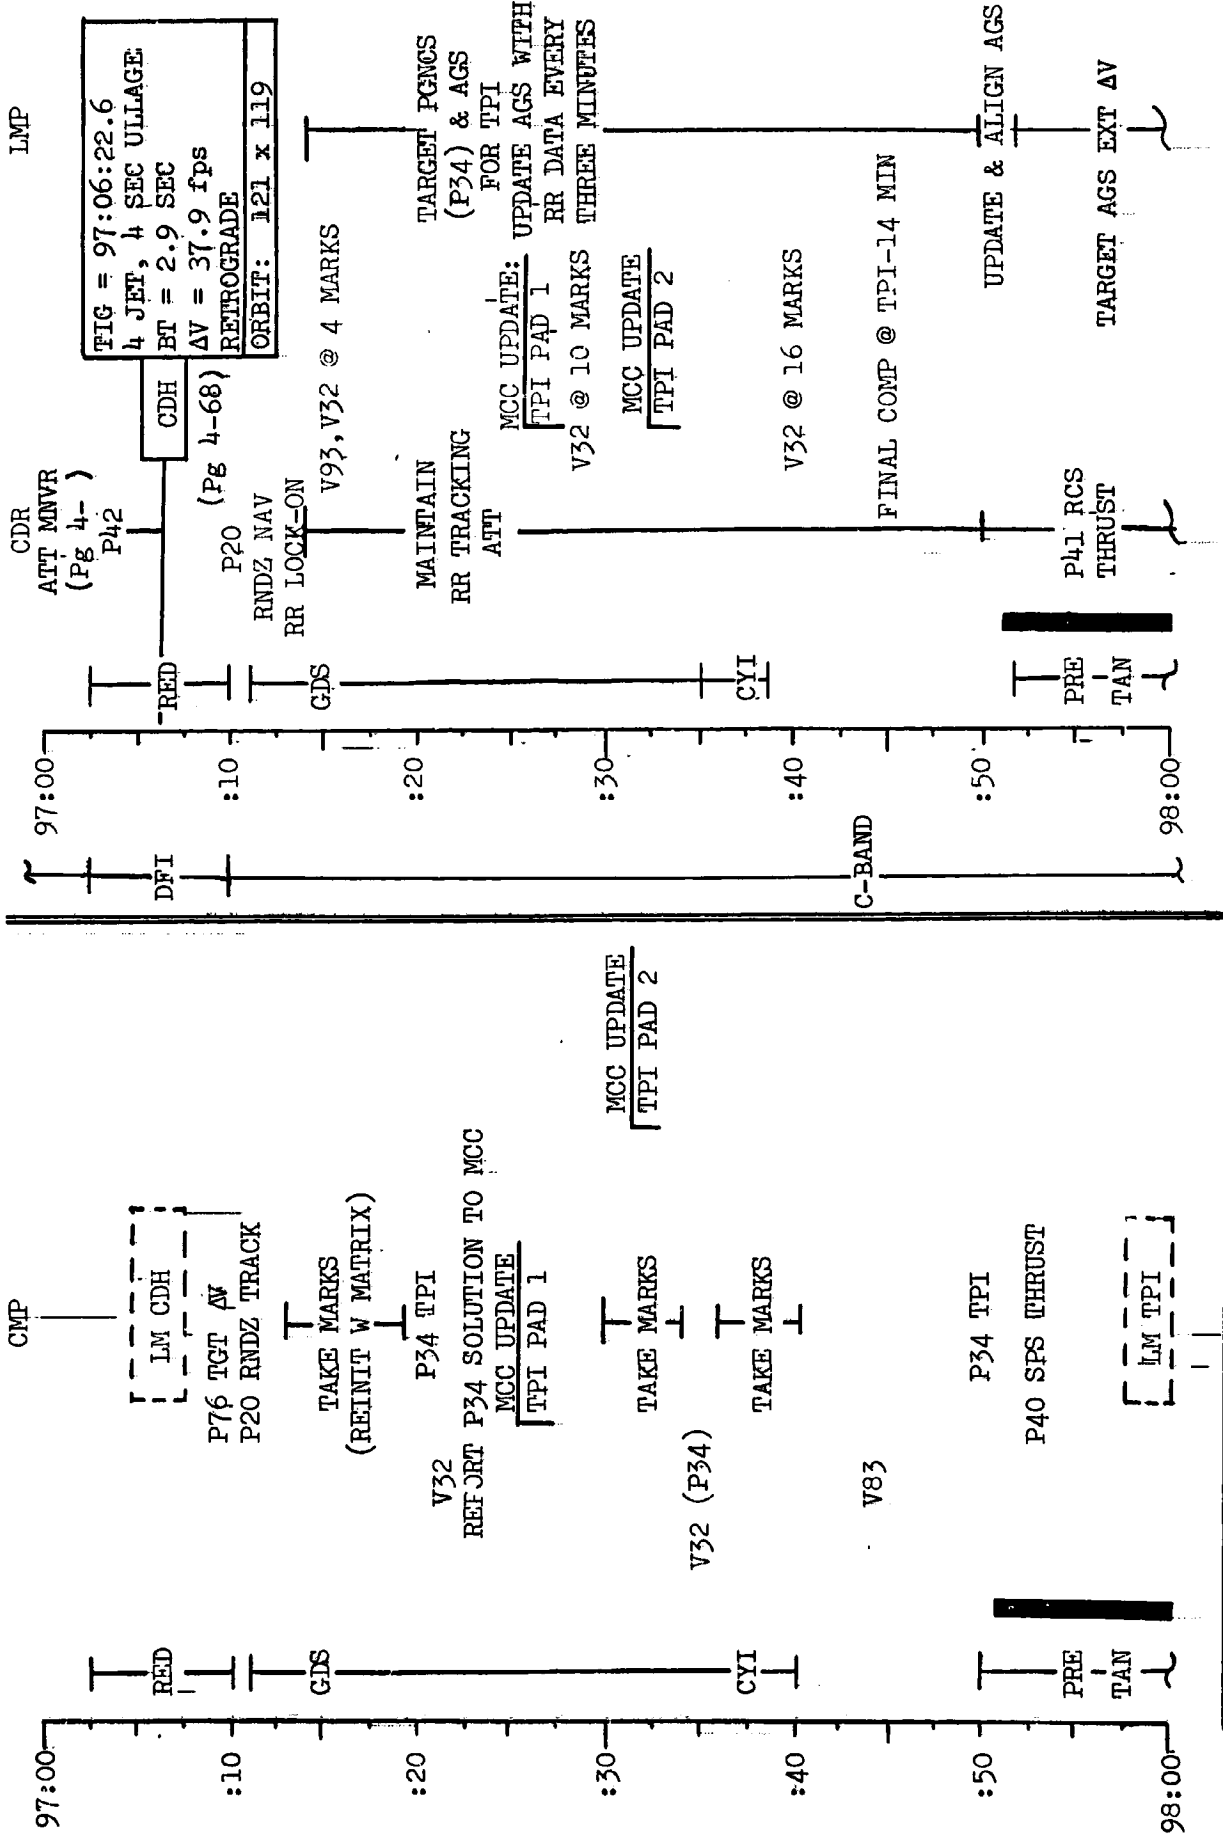 CMP
97:00
:10
:20
:30
:40
:50
98:00
RED
GDS
CYI
PRE
TAN
LM CDH
P76 TGT ΔV
P20 RNDZ TRACK
TAKE MARKS
(REINIT W MATRIX)
P34 TPI
V32
REPORT P34 SOLUTION TO MCC
MCC UPDATE
TPI PAD 1
TAKE MARKS
MCC UPDATE
TPI PAD 2
V32 (P34)
TAKE MARKS
V83
P34 TPI
P40 SPS THRUST
LM TPI
DFI
C-BAND
97:00
:10
:20
:30
:40
:50
98:00
RED
GDS
CYI
PRE
TAN
CDR
ATT MNVR
(Pg 4- )
P42
CDH
(Pg 4-68)
P20
RNDZ NAV
RR LOCK-ON
V93,V32 @ 4 MARKS
MAINTAIN
RR TRACKING
ATT
MCC UPDATE:
TPI PAD 1
V32 @ 10 MARKS
MCC UPDATE
TPI PAD 2
V32 @ 16 MARKS
FINAL COMP @ TPI-14 MIN
P41 RCS
THRUST
LMP
TIG = 97:06:22.6
4 JET, 4 SEC ULLAGE
BT = 2.9 SEC
ΔV = 37.9 fps
RETROGRADE
ORBIT: 121 x 119
TARGET PGNCS
(P34) & AGS
FOR TPI
UPDATE AGS WITH
RR DATA EVERY
THREE MINUTES
UPDATE & ALIGN AGS
TARGET AGS EXT ΔV